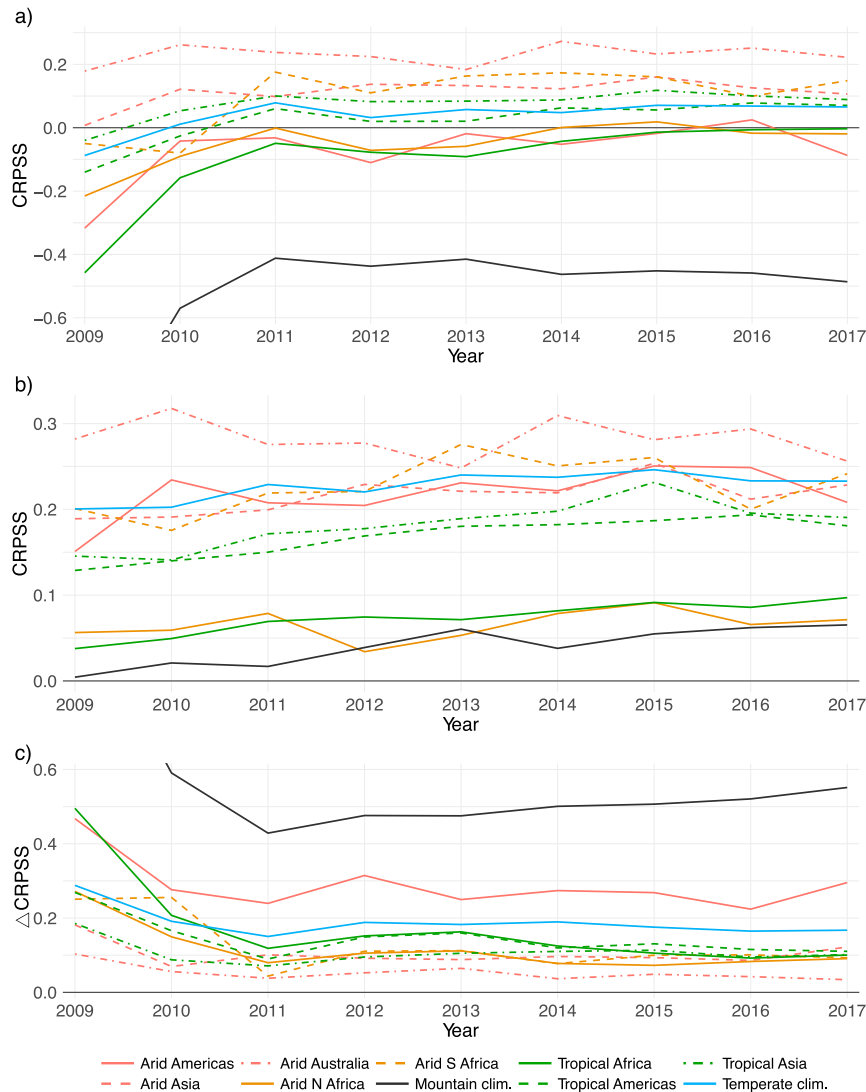 a)
0.2
0.0
−0.2
−0.4
−0.6
CRPSS
2009 2010 2011 2012 2013 2014 2015 2016 2017
Year
b)
0.3
0.2
0.1
0.0
CRPSS
2009 2010 2011 2012 2013 2014 2015 2016 2017
Year
c)
0.6
0.4
0.2
0.0
△CRPSS
2009 2010 2011 2012 2013 2014 2015 2016 2017
Year
Arid Americas Arid Australia Arid S Africa Tropical Africa Tropical Asia
Arid Asia Arid N Africa Mountain clim. Tropical Americas Temperate clim.